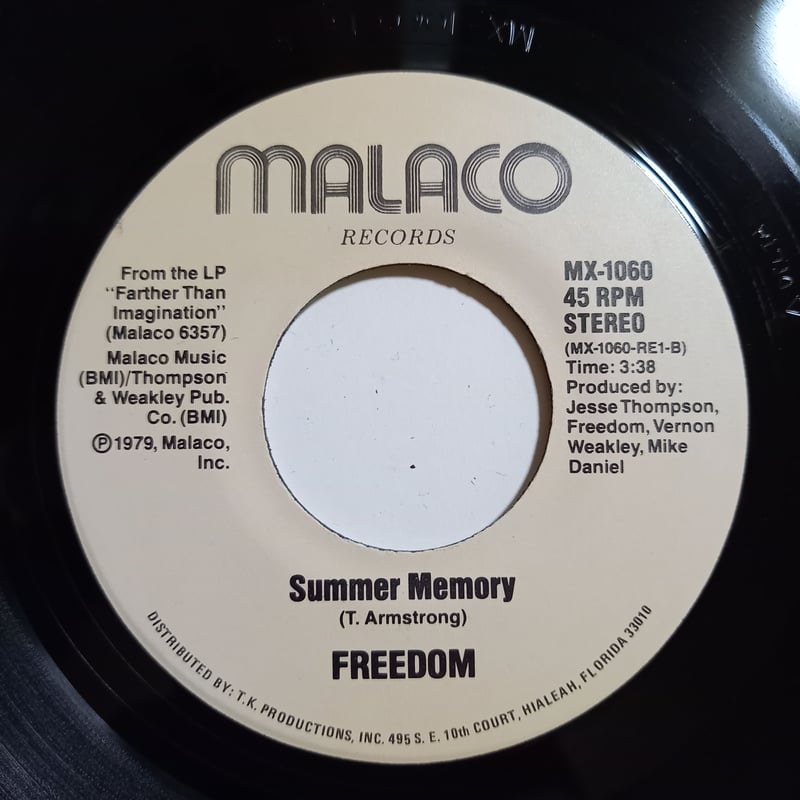 MALACO
RECORDS
From the LP
"Farther Than
Imagination"
(Malaco 6357)
Malaco Music
(BMI)/Thompson
& Weakley Pub.
Co. (BMI)
Ⓟ1979, Malaco,
Inc.
MX-1060
45 RPM
STEREO
(MX-1060-RE1-B)
Time: 3:38
Produced by:
Jesse Thompson,
Freedom, Vernon
Weakley, Mike
Daniel
Summer Memory
(T. Armstrong)
FREEDOM
DISTRIBUTED BY: T.K. PRODUCTIONS, INC. 495 S. E. 10th COURT, HIALEAH, FLORIDA 33010